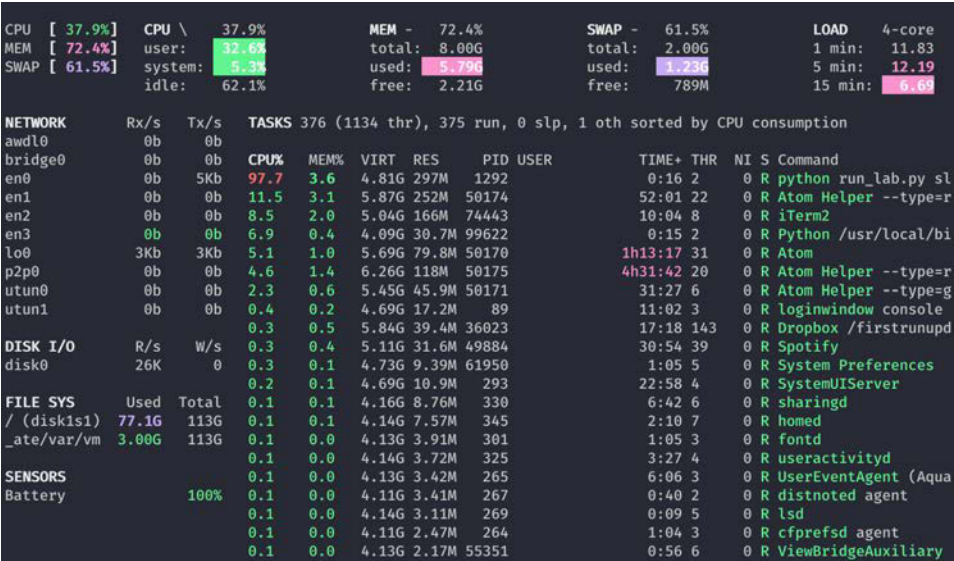 CPU [ 37.9%] CPU \ 37.9% MEM - 72.4% SWAP - 61.5% LOAD 4-core
MEM [ 72.4%] user: 32.6% total: 8.00G total: 2.00G 1 min: 11.83
SWAP [ 61.5%] system: 5.3% used: 5.79G used: 1.23G 5 min: 12.19
idle: 62.1% free: 2.21G free: 789M 15 min: 6.69
NETWORK Rx/s Tx/s TASKS 376 (1134 thr), 375 run, 0 slp, 1 oth sorted by CPU consumption
awdl0 0b 0b
bridge0 0b 0b CPU% MEM% VIRT RES PID USER TIME+ THR NI S Command
en0 0b 5Kb 97.7 3.6 4.81G 297M 1292 0:16 2 0 R python run_lab.py sl
en1 0b 0b 11.5 3.1 5.87G 252M 50174 52:01 22 0 R Atom Helper --type=r
en2 0b 0b 8.5 2.0 5.04G 166M 74443 10:04 8 0 R iTerm2
en3 0b 0b 6.9 0.4 4.09G 30.7M 99622 0:15 2 0 R Python /usr/local/bi
lo0 3Kb 3Kb 5.1 1.0 5.69G 79.8M 50170 1h13:17 31 0 R Atom
p2p0 0b 0b 4.6 1.4 6.26G 118M 50175 4h31:42 20 0 R Atom Helper --type=r
utun0 0b 0b 2.3 0.6 5.45G 45.9M 50171 31:27 6 0 R Atom Helper --type=g
utun1 0b 0b 0.4 0.2 4.69G 17.2M 89 11:02 3 0 R loginwindow console
0.3 0.5 5.84G 39.4M 36023 17:18 143 0 R Dropbox /firstrunupd
DISK I/O R/s W/s 0.3 0.4 5.11G 31.6M 49884 30:54 39 0 R Spotify
disk0 26K 0 0.3 0.1 4.73G 9.39M 61950 1:05 5 0 R System Preferences
0.2 0.1 4.69G 10.9M 293 22:58 4 0 R SystemUIServer
FILE SYS Used Total 0.1 0.1 4.16G 8.76M 330 6:42 6 0 R sharingd
/ (disk1s1) 77.1G 113G 0.1 0.1 4.14G 7.57M 345 2:10 7 0 R homed
_ate/var/vm 3.00G 113G 0.1 0.0 4.13G 3.91M 301 1:05 3 0 R fontd
0.1 0.0 4.14G 3.72M 325 3:27 4 0 R useractivityd
SENSORS 0.1 0.0 4.13G 3.42M 265 6:06 3 0 R UserEventAgent (Aqua
Battery 100% 0.1 0.0 4.11G 3.41M 267 0:40 2 0 R distnoted agent
0.1 0.0 4.14G 3.11M 269 0:09 5 0 R lsd
0.1 0.0 4.11G 2.47M 264 1:04 3 0 R cfprefsd agent
0.1 0.0 4.13G 2.17M 55351 0:56 6 0 R ViewBridgeAuxiliary